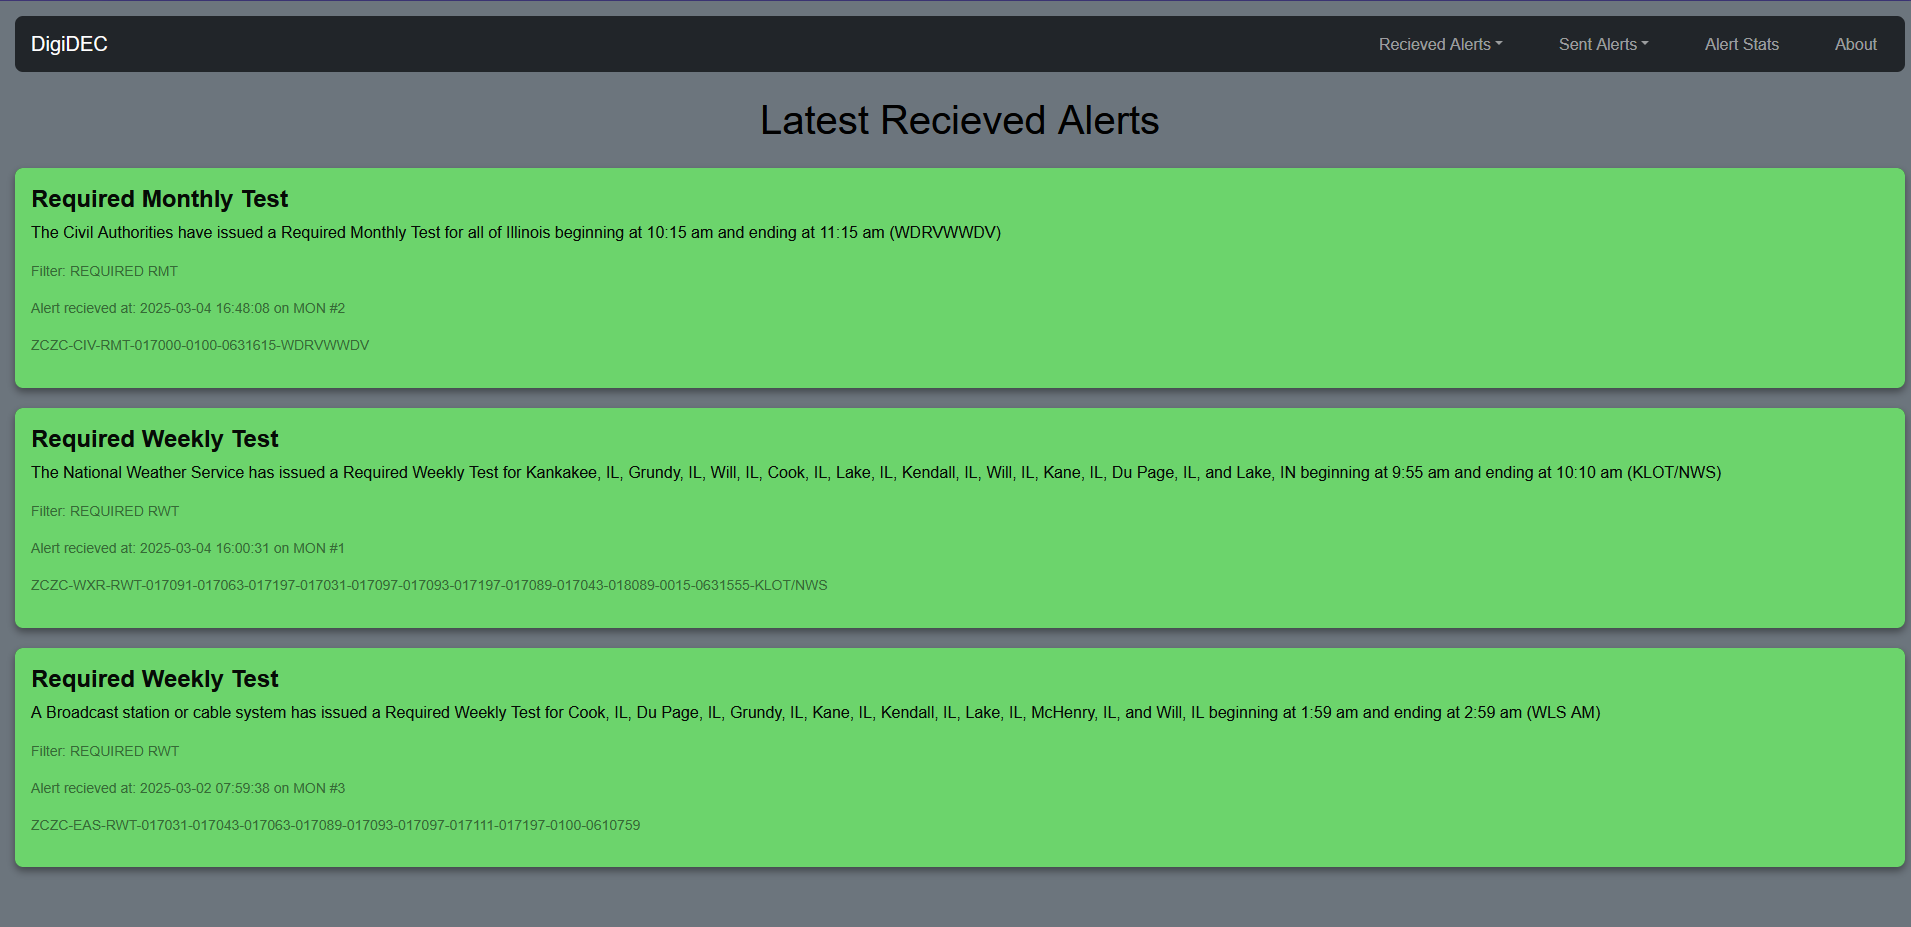 DigiDEC
Recieved Alerts
Sent Alerts
Alert Stats
About
Latest Recieved Alerts
Required Monthly Test
The Civil Authorities have issued a Required Monthly Test for all of Illinois beginning at 10:15 am and ending at 11:15 am (WDRVWWDV)
Filter: REQUIRED RMT
Alert recieved at: 2025-03-04 16:48:08 on MON #2
ZCZC-CIV-RMT-017000-0100-0631615-WDRVWWDV
Required Weekly Test
The National Weather Service has issued a Required Weekly Test for Kankakee, IL, Grundy, IL, Will, IL, Cook, IL, Lake, IL, Kendall, IL, Will, IL, Kane, IL, Du Page, IL, and Lake, IN beginning at 9:55 am and ending at 10:10 am (KLOT/NWS)
Filter: REQUIRED RWT
Alert recieved at: 2025-03-04 16:00:31 on MON #1
ZCZC-WXR-RWT-017091-017063-017197-017031-017097-017093-017197-017089-017043-018089-0015-0631555-KLOT/NWS
Required Weekly Test
A Broadcast station or cable system has issued a Required Weekly Test for Cook, IL, Du Page, IL, Grundy, IL, Kane, IL, Kendall, IL, Lake, IL, McHenry, IL, and Will, IL beginning at 1:59 am and ending at 2:59 am (WLS AM)
Filter: REQUIRED RWT
Alert recieved at: 2025-03-02 07:59:38 on MON #3
ZCZC-EAS-RWT-017031-017043-017063-017089-017093-017097-017111-017197-0100-0610759